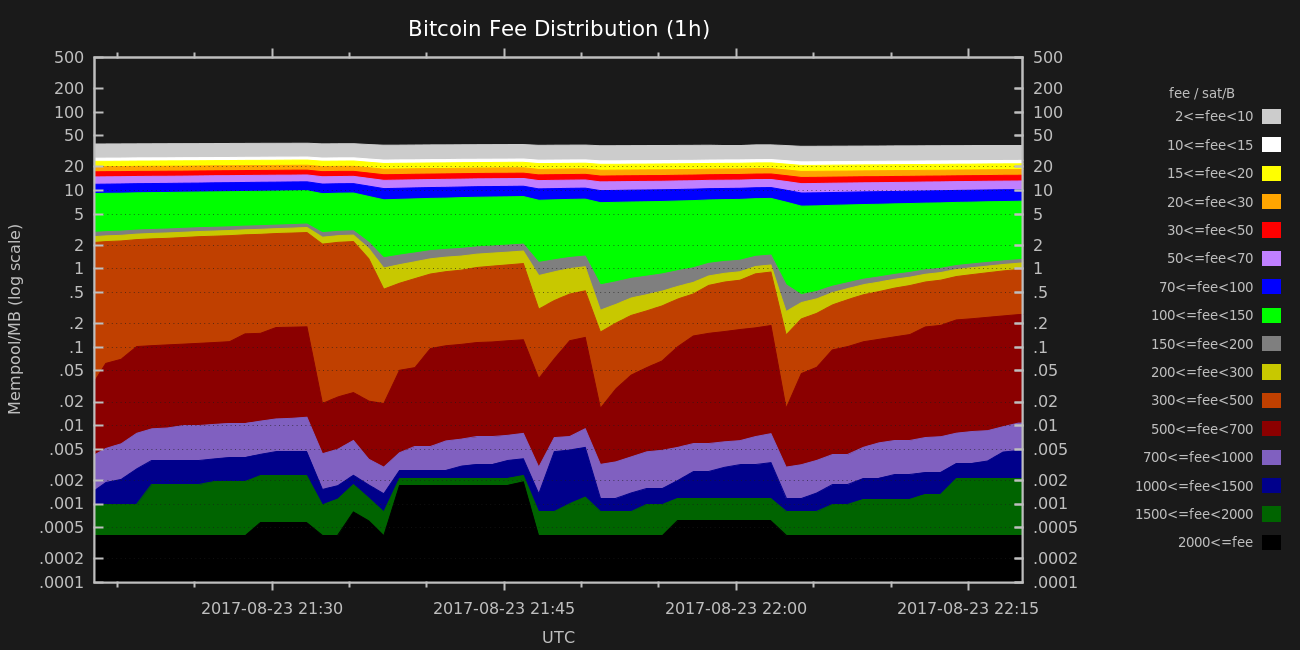 Bitcoin Fee Distribution (1h)
Mempool/MB (log scale)
500
200
100
50
20
10
5
2
1
.5
.2
.1
.05
.02
.01
.005
.002
.001
.0005
.0002
.0001
500
200
100
50
20
10
5
2
1
.5
.2
.1
.05
.02
.01
.005
.002
.001
.0005
.0002
.0001
fee / sat/B
2<=fee<10
10<=fee<15
15<=fee<20
20<=fee<30
30<=fee<50
50<=fee<70
70<=fee<100
100<=fee<150
150<=fee<200
200<=fee<300
300<=fee<500
500<=fee<700
700<=fee<1000
1000<=fee<1500
1500<=fee<2000
2000<=fee
2017-08-23 21:30 2017-08-23 21:45 2017-08-23 22:00 2017-08-23 22:15
UTC